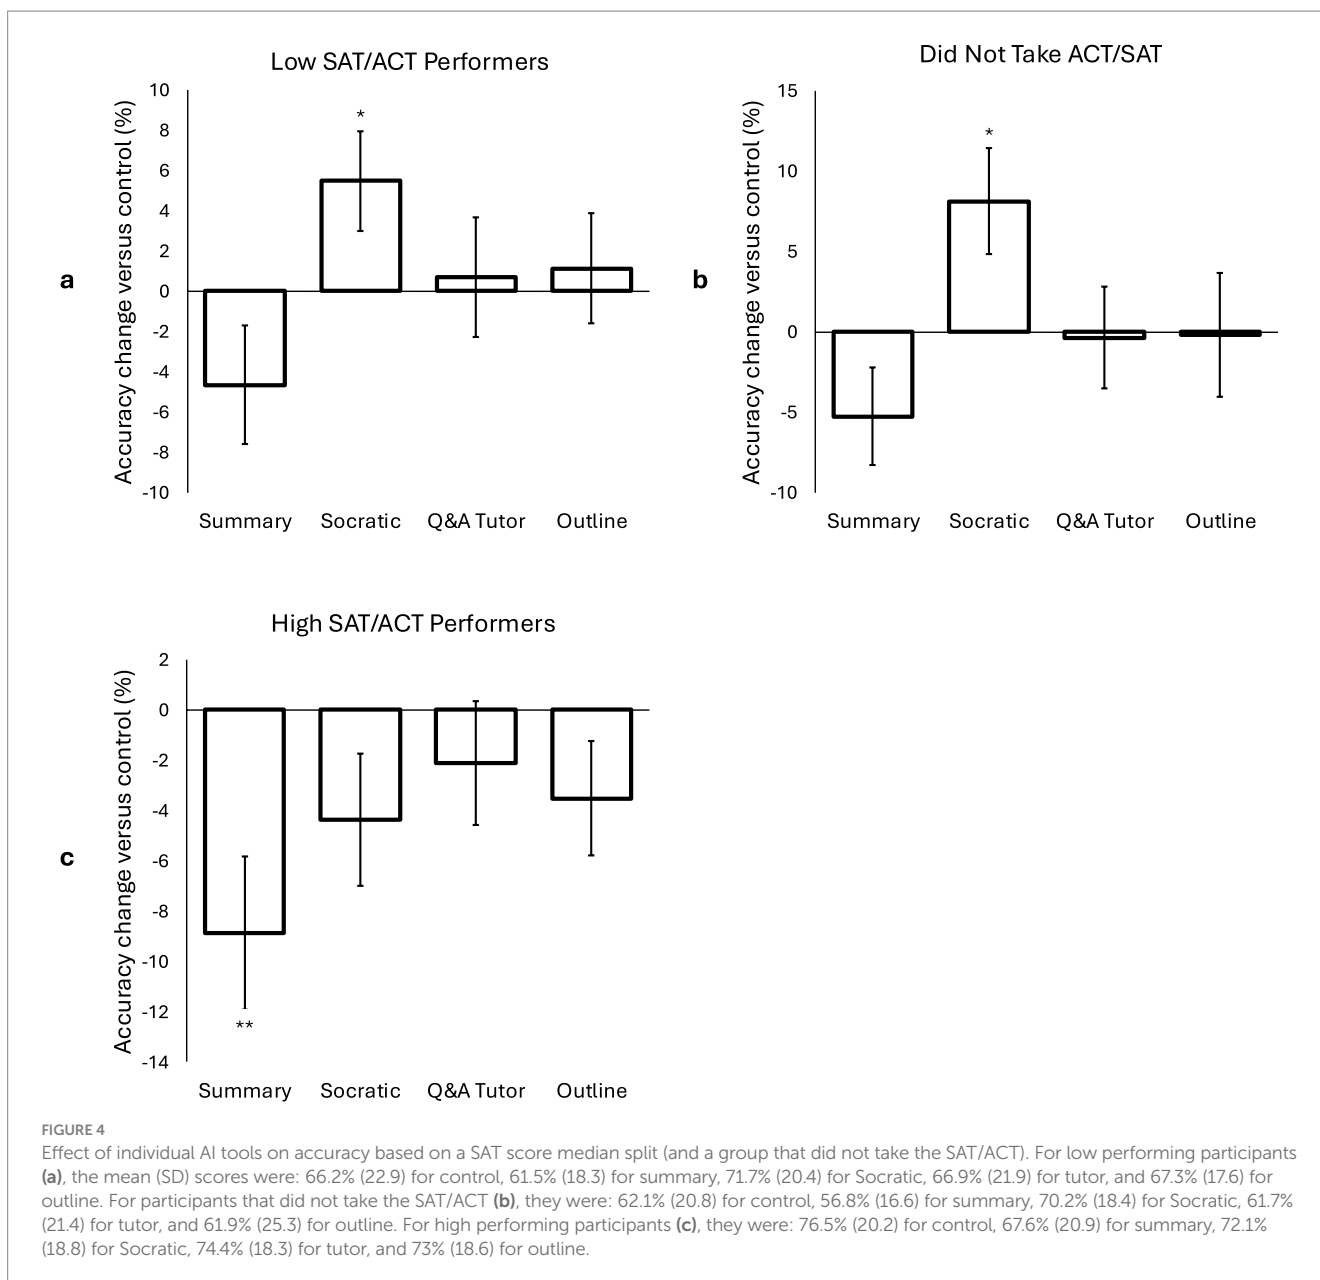 Low SAT/ACT Performers
a
Accuracy change versus control (%)
10
8
6
4
2
0
-2
-4
-6
-8
-10
*
Summary Socratic Q&A Tutor Outline
Did Not Take ACT/SAT
b
Accuracy change versus control (%)
15
10
5
0
-5
-10
*
Summary Socratic Q&A Tutor Outline
High SAT/ACT Performers
c
Accuracy change versus control (%)
2
0
-2
-4
-6
-8
-10
-12
-14
**
Summary Socratic Q&A Tutor Outline
FIGURE 4
Effect of individual AI tools on accuracy based on a SAT score median split (and a group that did not take the SAT/ACT). For low performing participants
(a), the mean (SD) scores were: 66.2% (22.9) for control, 61.5% (18.3) for summary, 71.7% (20.4) for Socratic, 66.9% (21.9) for tutor, and 67.3% (17.6) for
outline. For participants that did not take the SAT/ACT (b), they were: 62.1% (20.8) for control, 56.8% (16.6) for summary, 70.2% (18.4) for Socratic, 61.7%
(21.4) for tutor, and 61.9% (25.3) for outline. For high performing participants (c), they were: 76.5% (20.2) for control, 67.6% (20.9) for summary, 72.1%
(18.8) for Socratic, 74.4% (18.3) for tutor, and 73% (18.6) for outline.